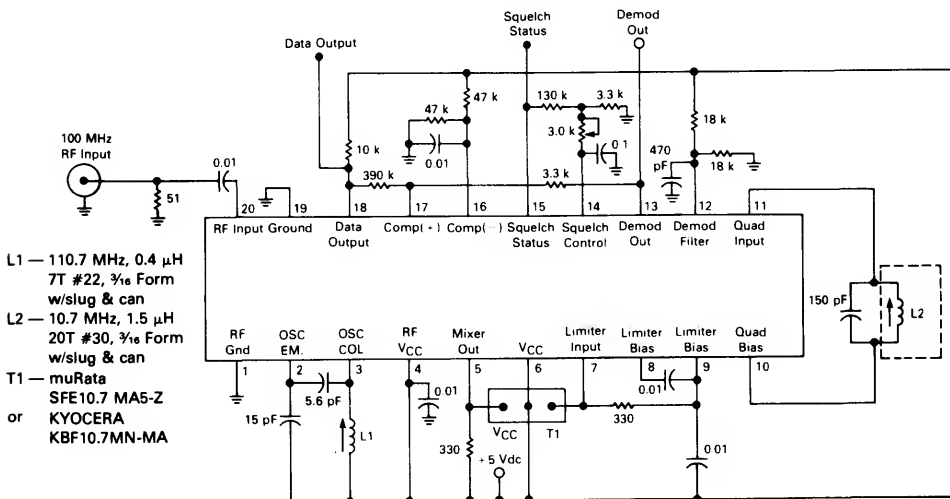 Squelch
Status
Demod
Out
Data Output
47 k
47 k
0.01
10 k
390 k
130 k
3.3 k
3.0 k
0 1
3.3 k
18 k
470
pF
18 k
100 MHz
RF Input
0.01
51
20
19
18
17
16
15
14
13
12
11
RF Input
Ground
Data
Output
Comp(+)
Comp(−)
Squelch
Status
Squelch
Control
Demod
Out
Demod
Filter
Quad
Input
L1 — 110.7 MHz, 0.4 μH
7T #22, 3/16 Form
w/slug & can
L2 — 10.7 MHz, 1.5 μH
20T #30, 3/16 Form
w/slug & can
T1 — muRata
SFE10.7 MA5-Z
or KYOCERA
KBF10.7MN-MA
150 pF
L2
RF
Gnd
OSC
EM.
OSC
COL
RF
VCC
Mixer
Out
VCC
Limiter
Input
Limiter
Bias
Limiter
Bias
Quad
Bias
1
2
3
4
5
6
7
8
9
10
15 pF
5.6 pF
L1
0.01
330
VCC
T1
+ 5 Vdc
0.01
330
0 01